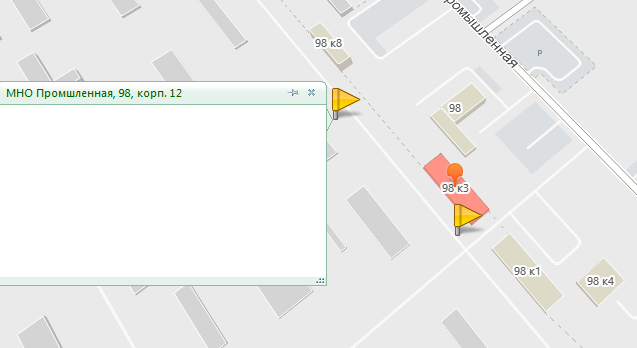 Промышленная
98 к8
P
МНО Промшленная, 98, корп. 12
98
98 к3
98 к1
98 к4